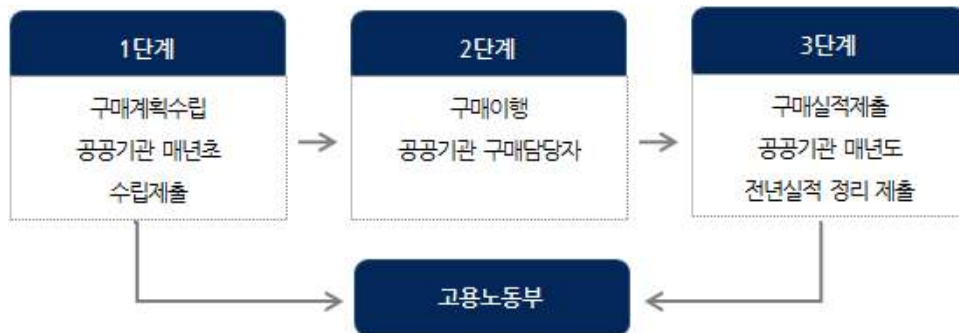 1단계
구매계획수립
공공기관 매년초
수립제출
2단계
구매이행
공공기관 구매담당자
3단계
구매실적제출
공공기관 매년도
전년실적 정리 제출
고용노동부